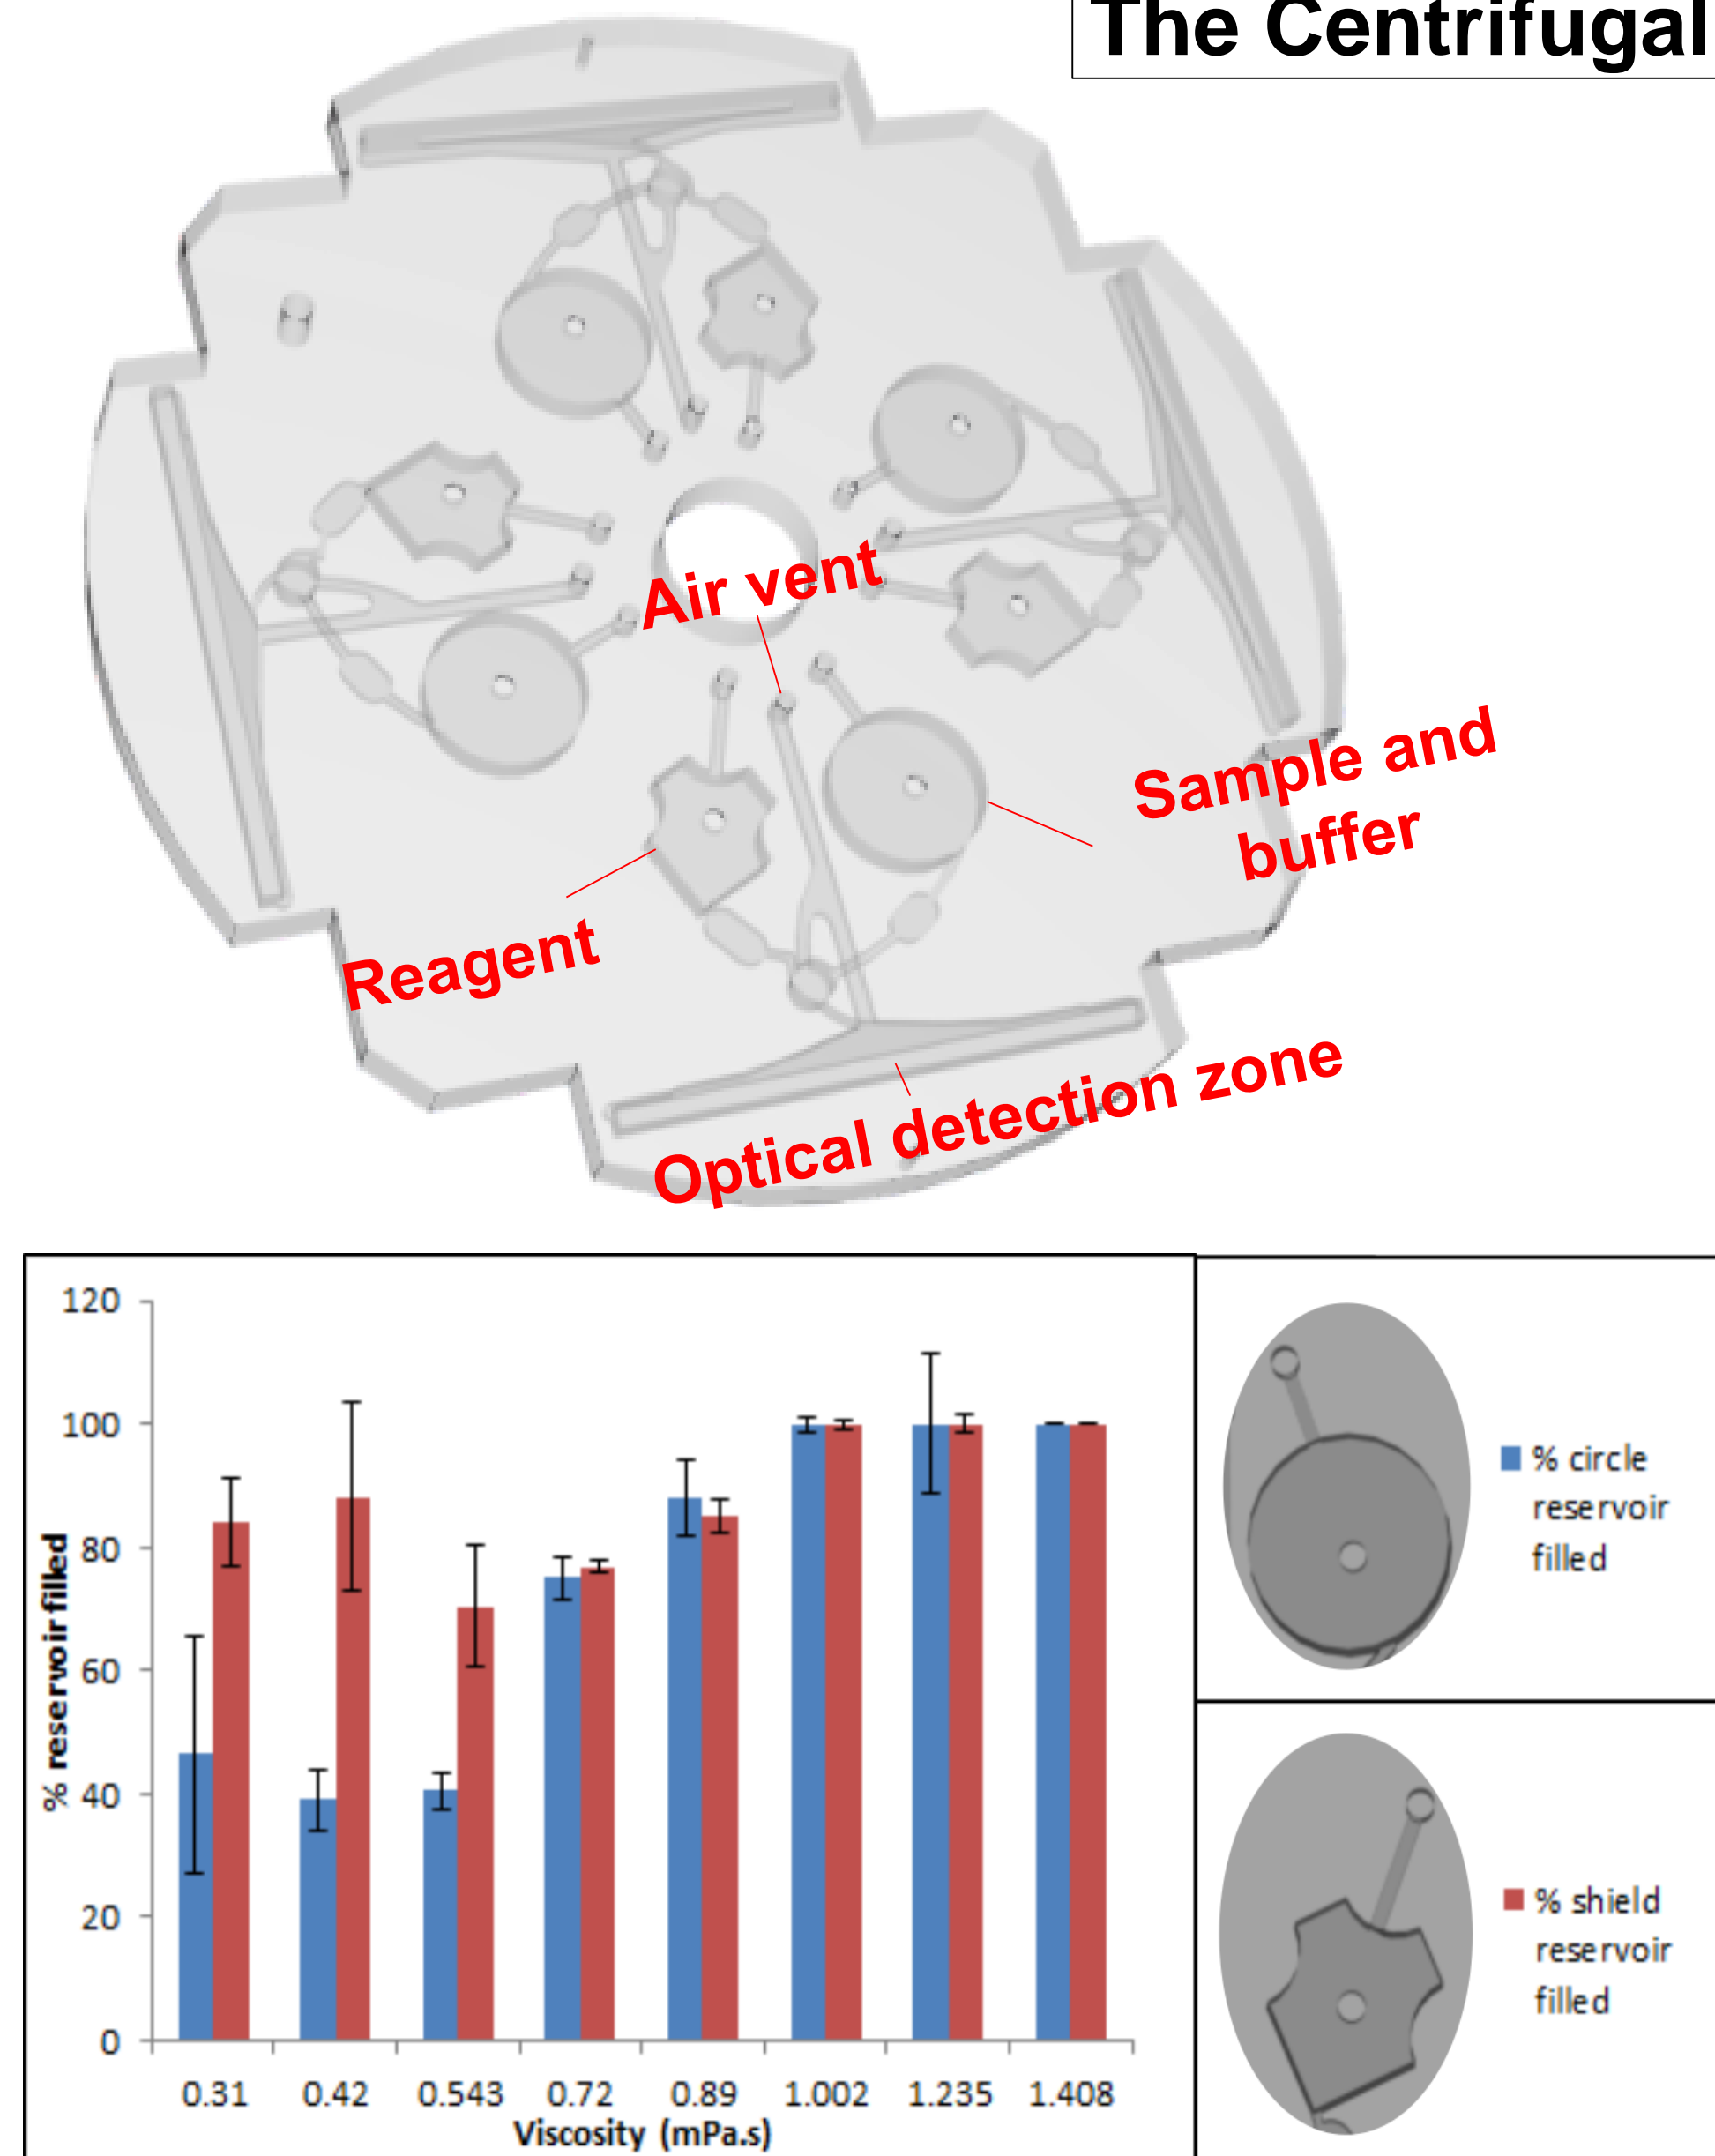 The Centrifugal
Air vent
Sample and
buffer
Reagent
Optical detection zone
120
100
80
60
40
20
0
% reservoir filled
0.31 0.42 0.543 0.72 0.89 1.002 1.235 1.408
Viscosity (mPa.s)
% circle
reservoir
filled
% shield
reservoir
filled